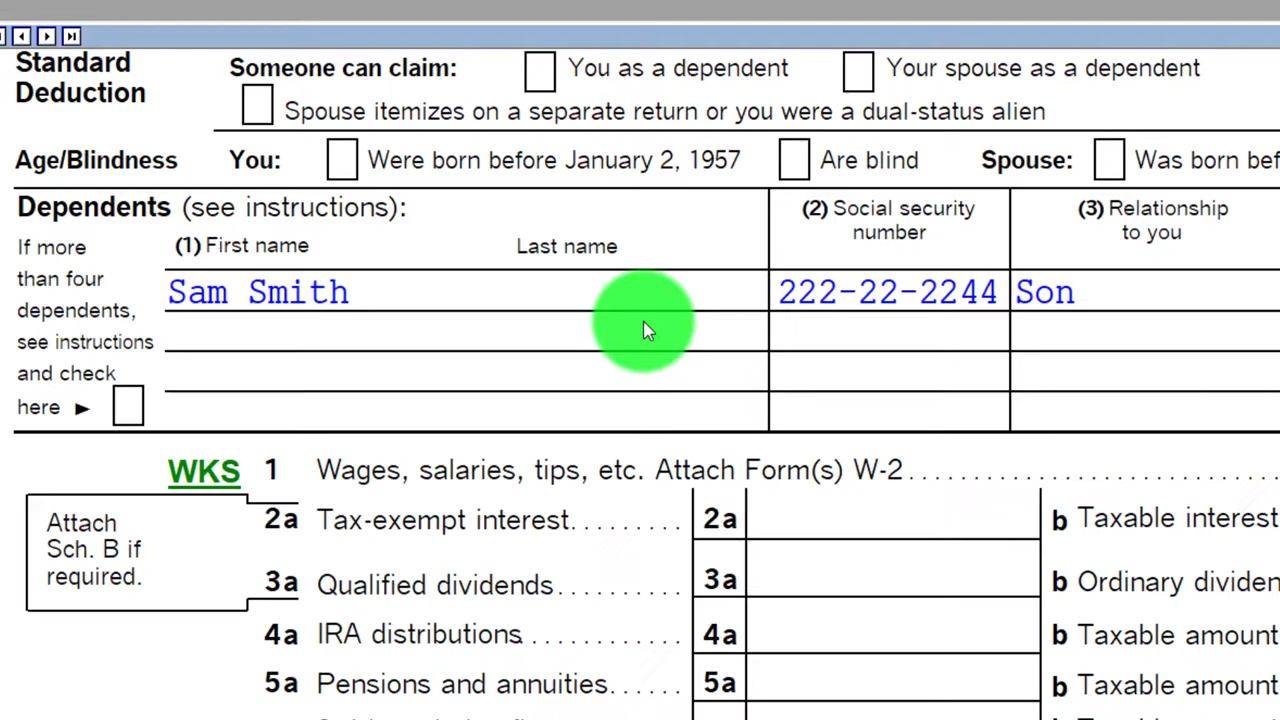 Standard Deduction
Someone can claim: You as a dependent Your spouse as a dependent
Spouse itemizes on a separate return or you were a dual-status alien
Age/Blindness You: Were born before January 2, 1957 Are blind Spouse: Was born bef
Dependents (see instructions):
(2) Social security number
(3) Relationship to you
(1) First name Last name
If more
than four
dependents,
see instructions
and check
here ►
Sam Smith 222-22-2244 Son
WKS 1 Wages, salaries, tips, etc. Attach Form(s) W-2
Attach
Sch. B if
required.
2a Tax-exempt interest 2a b Taxable interest
3a Qualified dividends 3a b Ordinary dividen
4a IRA distributions 4a b Taxable amount
5a Pensions and annuities 5a b Taxable amount